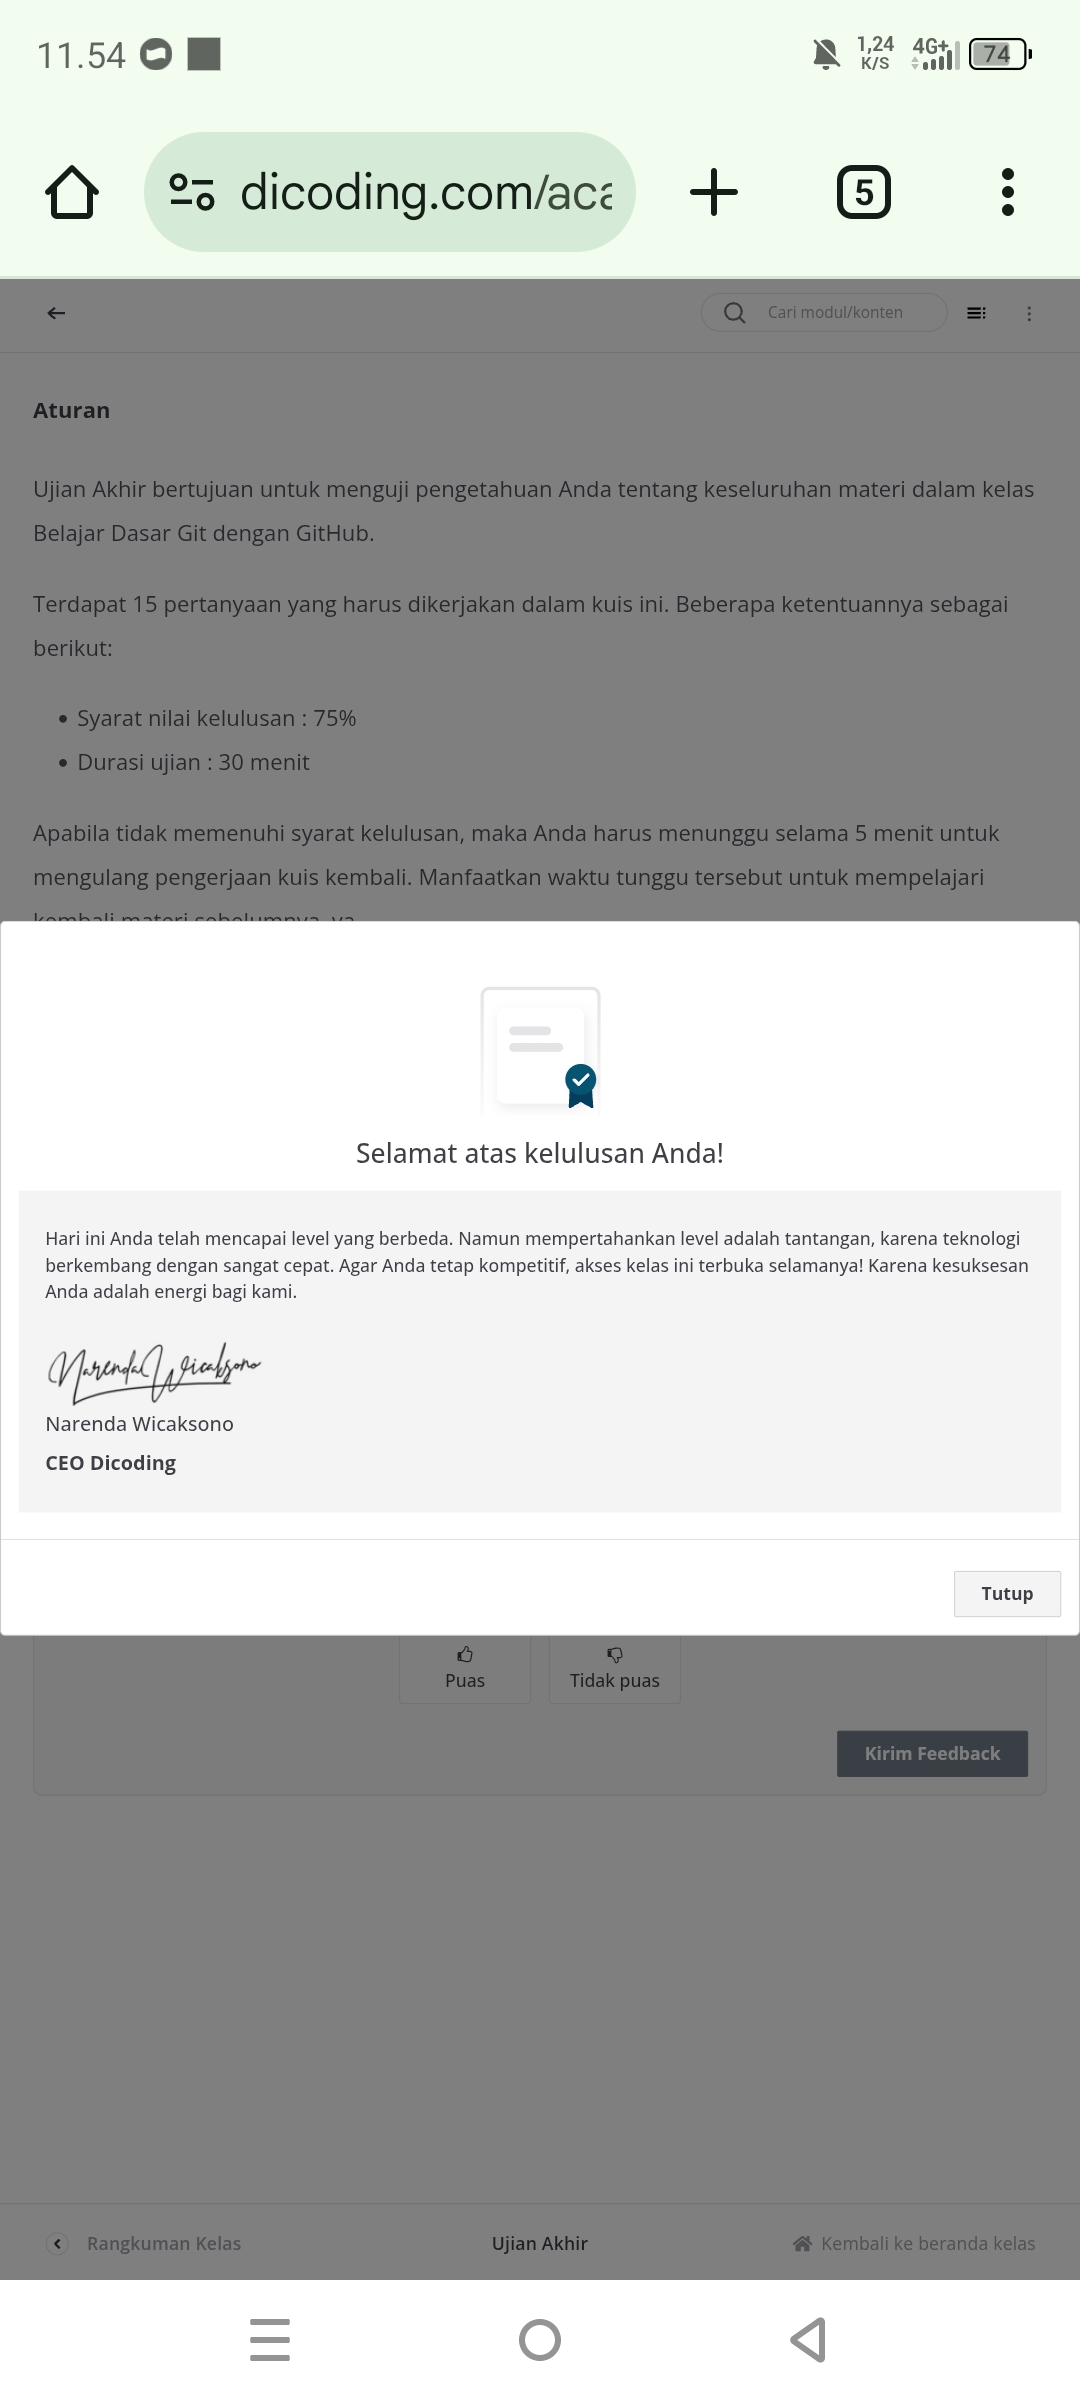 11.54
1,24
K/S
4G+
74
dicoding.com/aca
5
Cari modul/konten
Aturan
Ujian Akhir bertujuan untuk menguji pengetahuan Anda tentang keseluruhan materi dalam kelas
Belajar Dasar Git dengan GitHub.
Terdapat 15 pertanyaan yang harus dikerjakan dalam kuis ini. Beberapa ketentuannya sebagai
berikut:
• Syarat nilai kelulusan : 75%
• Durasi ujian : 30 menit
Apabila tidak memenuhi syarat kelulusan, maka Anda harus menunggu selama 5 menit untuk
mengulang pengerjaan kuis kembali. Manfaatkan waktu tunggu tersebut untuk mempelajari
kembali materi sebelumnya, ya.
Selamat atas kelulusan Anda!
Hari ini Anda telah mencapai level yang berbeda. Namun mempertahankan level adalah tantangan, karena teknologi
berkembang dengan sangat cepat. Agar Anda tetap kompetitif, akses kelas ini terbuka selamanya! Karena kesuksesan
Anda adalah energi bagi kami.
Narenda Wicaksono
Narenda Wicaksono
CEO Dicoding
Tutup
Puas
Tidak puas
Kirim Feedback
Rangkuman Kelas
Ujian Akhir
Kembali ke beranda kelas